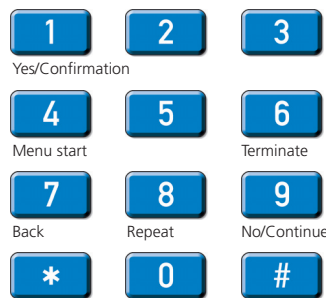 1 2 3
Yes/Confirmation
4 5 6
Menu start Terminate
7 8 9
Back Repeat No/Continue
* 0 #